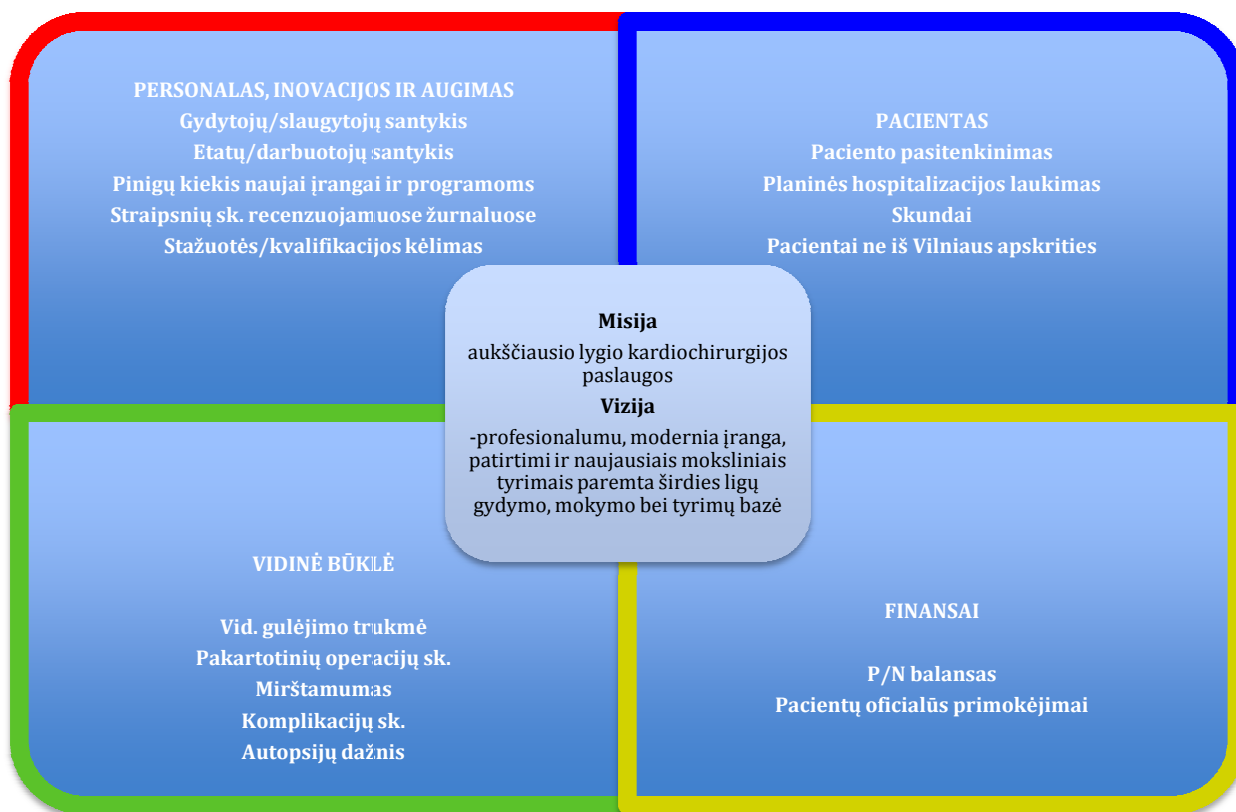 PERSONALAS, INOVACIJOS IR AUGIMAS
Gydytojų/slaugytojų santykis
Etatų/darbuotojų santykis
Pinigų kiekis naujai įrangai ir programoms
Straipsnių sk. recenzuojamuose žurnaluose
Stažuotės/kvalifikacijos kėlimas
PACIENTAS
Paciento pasitenkinimas
Planinės hospitalizacijos laukimas
Skundai
Pacientai ne iš Vilniaus apskrities
Misija
aukščiausio lygio kardiochirurgijos
paslaugos
Vizija
-profesionalumu, modernia įranga,
patirtimi ir naujausiais moksliniais
tyrimais paremta širdies ligų
gydymo, mokymo bei tyrimų bazė
VIDINĖ BŪKLĖ
Vid. gulėjimo trukmė
Pakartotinių operacijų sk.
Mirštamumas
Komplikacijų sk.
Autopsijų dažnis
FINANSAI
P/N balansas
Pacientų oficialūs primokėjimai